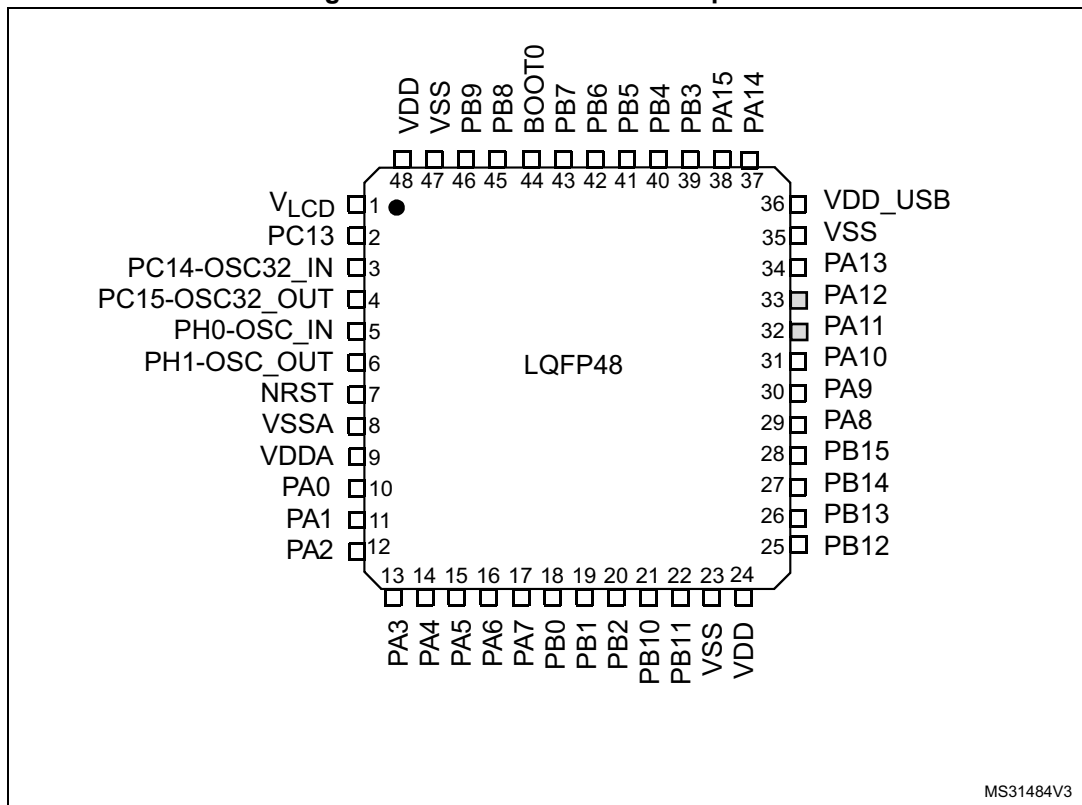 VDD
VSS
PB9
PB8
BOOT0
PB7
PB6
PB5
PB4
PB3
PA15
PA14
48 47 46 45 44 43 42 41 40 39 38 37
VLCD 1
PC13 2
PC14-OSC32_IN 3
PC15-OSC32_OUT 4
PH0-OSC_IN 5
PH1-OSC_OUT 6
NRST 7
VSSA 8
VDDA 9
PA0 10
PA1 11
PA2 12
LQFP48
36 VDD_USB
35 VSS
34 PA13
33 PA12
32 PA11
31 PA10
30 PA9
29 PA8
28 PB15
27 PB14
26 PB13
25 PB12
13 14 15 16 17 18 19 20 21 22 23 24
PA3
PA4
PA5
PA6
PA7
PB0
PB1
PB2
PB10
PB11
VSS
VDD
MS31484V3